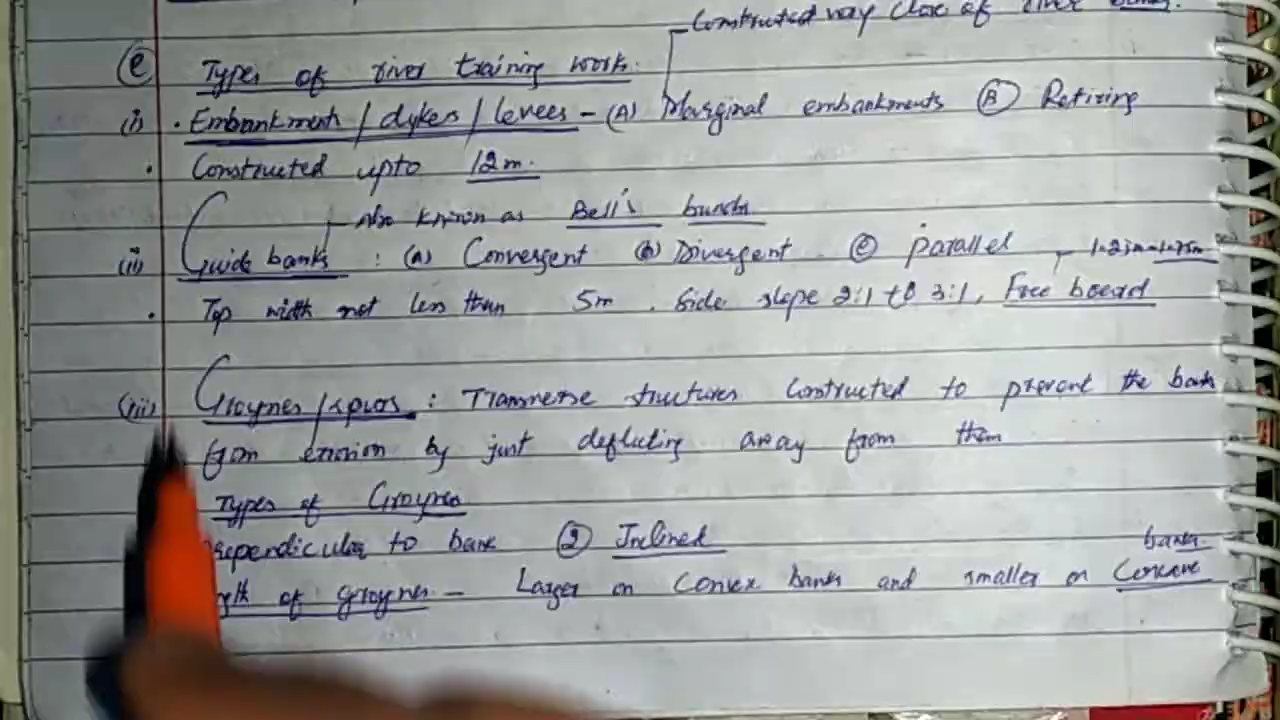 Constructed very close of river banks.
(e) Types of river training work:
(i) . Embankment / dykes / levees - (A) Marginal embankments (B) Retiring
. Constructed upto 12m.
Also known as Bell's bunds
(ii) Guide banks : (a) Convergent (b) Divergent (c) parallel
. Top width not less than 5m . Side slope 2:1 to 3:1, Free board
(iii) Groynes / spurs : Transverse structures constructed to prevent the bank
from erosion by just deflecting away from them
Types of Groynes
perpendicular to bank (2) Inclined
of groynes - Larger on Convex banks and smaller on Concave
banks.